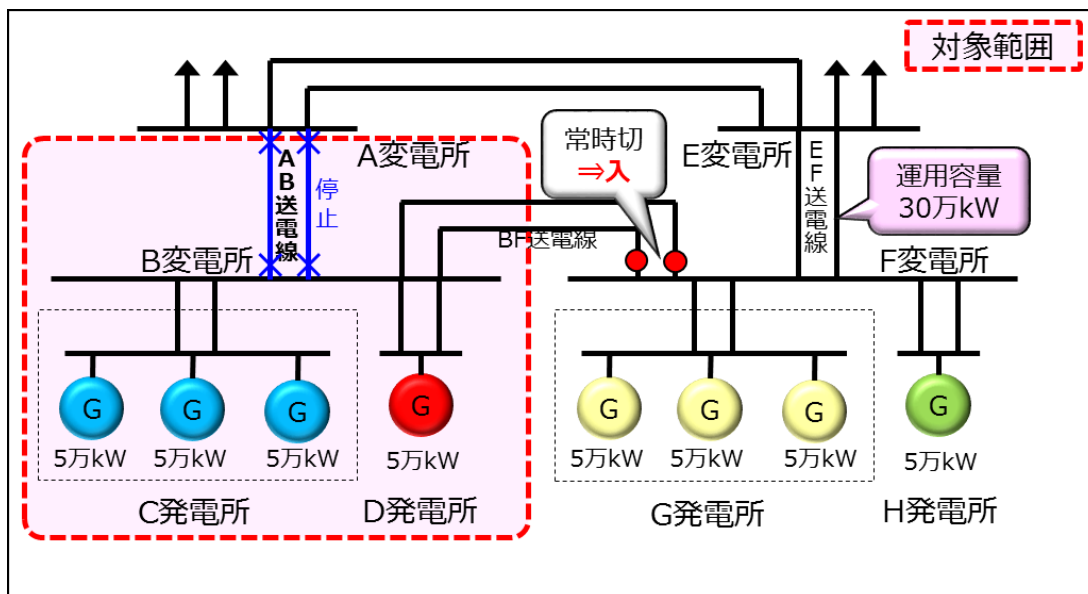 対象範囲
常時切
⇒入
A変電所
E変電所
AB送電線
停止
EF送電線
運用容量
30万kW
BF送電線
B変電所
F変電所
G
G
G
G
G
G
G
G
5万kW
5万kW
5万kW
5万kW
5万kW
5万kW
5万kW
5万kW
C発電所
D発電所
G発電所
H発電所